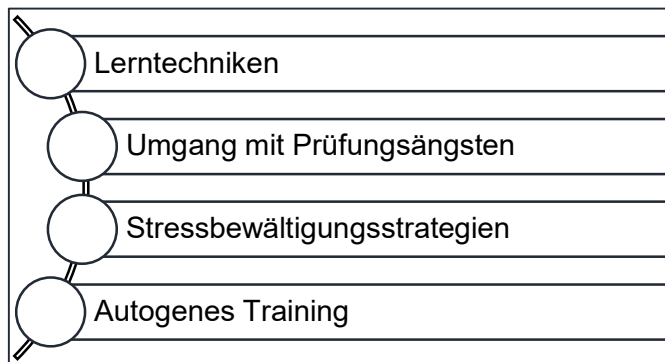 Lerntechniken
Umgang mit Prüfungsängsten
Stressbewältigungsstrategien
Autogenes Training